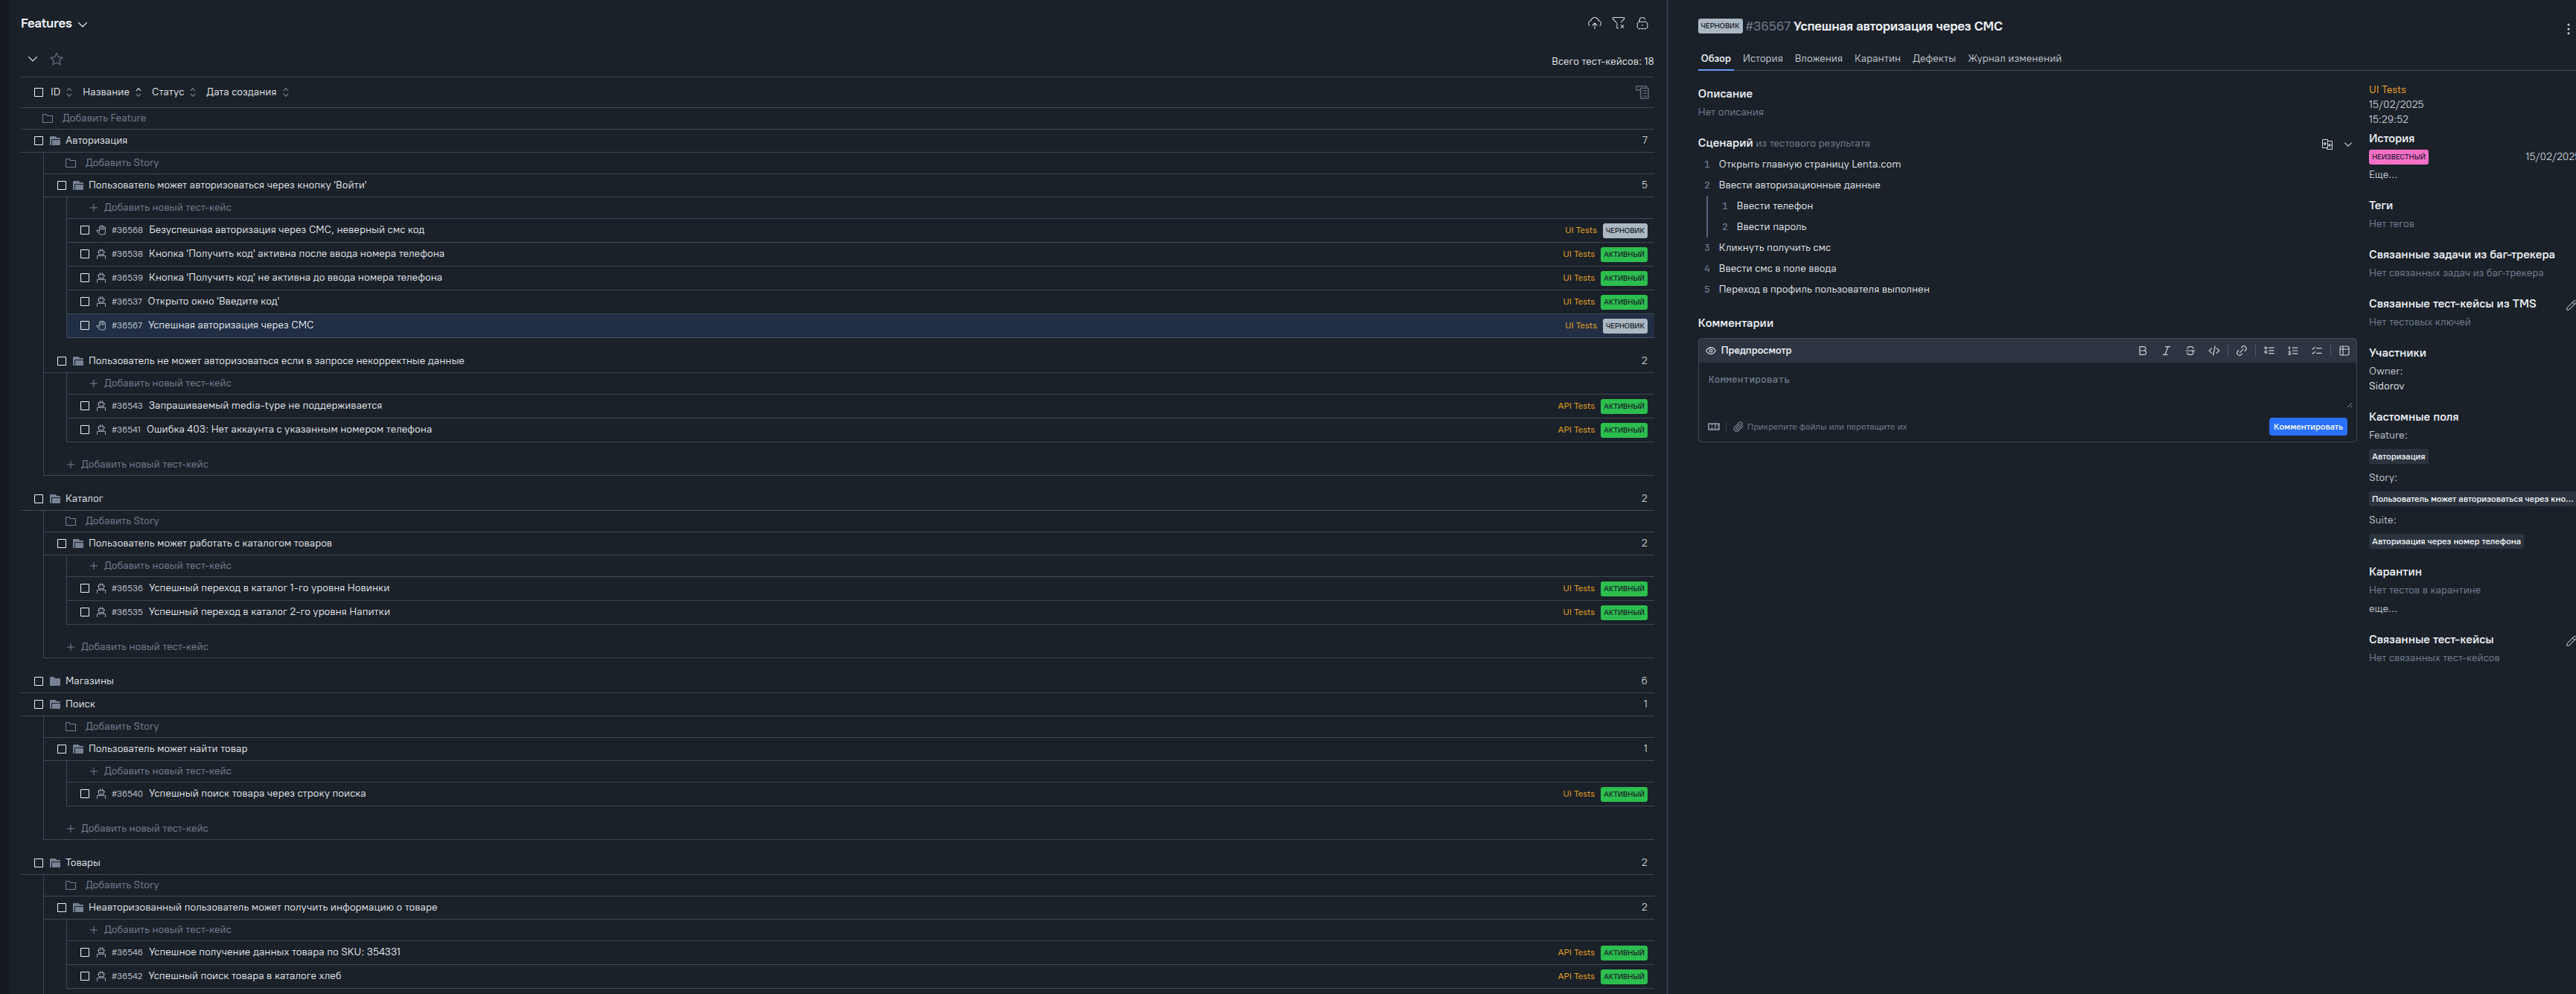 Features
Всего тест-кейсов: 18
ID Название Статус Дата создания
Добавить Feature
Авторизация 7
Добавить Story
Пользователь может авторизоваться через кнопку 'Войти' 5
Добавить новый тест-кейс
#36568 Безуспешная авторизация через СМС, неверный смс код UI Tests ЧЕРНОВИК
#36538 Кнопка 'Получить код' активна после ввода номера телефона UI Tests АКТИВНЫЙ
#36539 Кнопка 'Получить код' не активна до ввода номера телефона UI Tests АКТИВНЫЙ
#36537 Открыто окно 'Введите код' UI Tests АКТИВНЫЙ
#36567 Успешная авторизация через СМС UI Tests ЧЕРНОВИК
Пользователь не может авторизоваться если в запросе некорректные данные 2
Добавить новый тест-кейс
#36543 Запрашиваемый media-type не поддерживается API Tests АКТИВНЫЙ
#36541 Ошибка 403: Нет аккаунта с указанным номером телефона API Tests АКТИВНЫЙ
Добавить новый тест-кейс
Каталог 2
Добавить Story
Пользователь может работать с каталогом товаров 2
Добавить новый тест-кейс
#36536 Успешный переход в каталог 1-го уровня Новинки UI Tests АКТИВНЫЙ
#36535 Успешный переход в каталог 2-го уровня Напитки UI Tests АКТИВНЫЙ
Добавить новый тест-кейс
Магазины 6
Поиск 1
Добавить Story
Пользователь может найти товар 1
Добавить новый тест-кейс
#36540 Успешный поиск товара через строку поиска UI Tests АКТИВНЫЙ
Добавить новый тест-кейс
Товары 2
Добавить Story
Неавторизованный пользователь может получить информацию о товаре 2
Добавить новый тест-кейс
#36546 Успешное получение данных товара по SKU: 354331 API Tests АКТИВНЫЙ
#36542 Успешный поиск товара в каталоге хлеб API Tests АКТИВНЫЙ
ЧЕРНОВИК #36567 Успешная авторизация через СМС
Обзор История Вложения Карантин Дефекты Журнал изменений
Описание
Нет описания
Сценарий из тестового результата
1 Открыть главную страницу Lenta.com
2 Ввести авторизационные данные
1 Ввести телефон
2 Ввести пароль
3 Кликнуть получить смс
4 Ввести смс в поле ввода
5 Переход в профиль пользователя выполнен
Комментарии
Предпросмотр
Комментировать
Прикрепите файлы или перетащите их
Комментировать
UI Tests
15/02/2025
15:29:52
История
НЕИЗВЕСТНЫЙ 15/02/2025
Еще...
Теги
Нет тегов
Связанные задачи из баг-трекера
Нет связанных задач из баг-трекера
Связанные тест-кейсы из TMS
Нет тестовых ключей
Участники
Owner:
Sidorov
Кастомные поля
Feature:
Авторизация
Story:
Пользователь может авторизоваться через кно...
Suite:
Авторизация через номер телефона
Карантин
Нет тестов в карантине
еще...
Связанные тест-кейсы
Нет связанных тест-кейсов